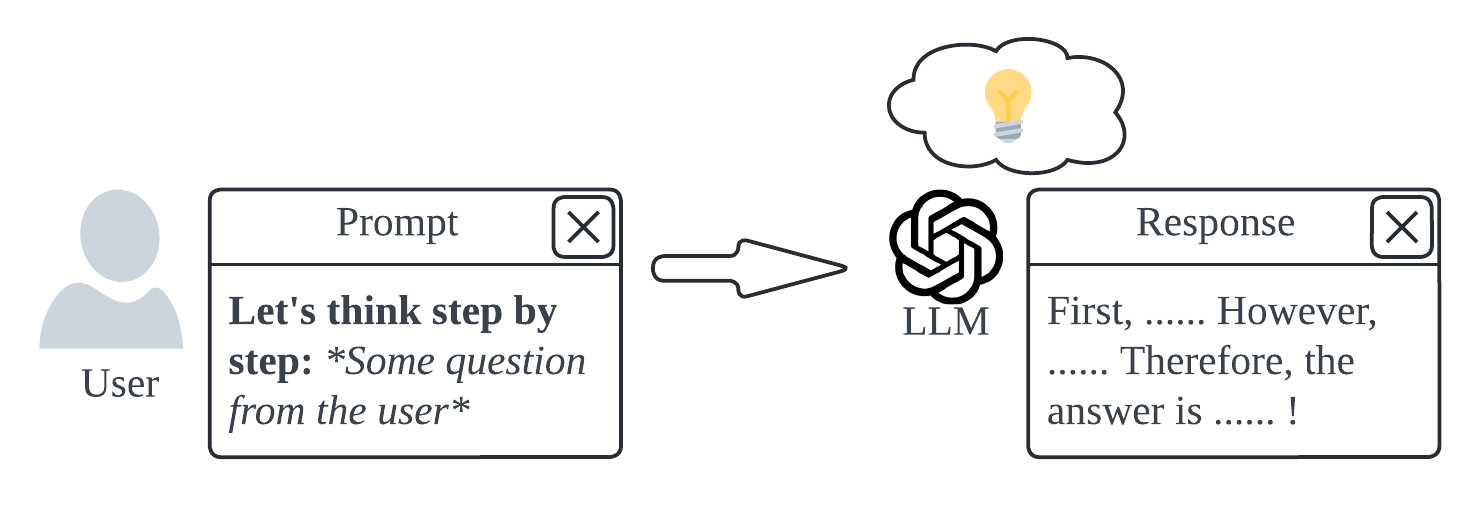 Prompt
Let's think step by
step: *Some question
from the user*
User
LLM
Response
First, ...... However,
...... Therefore, the
answer is ...... !